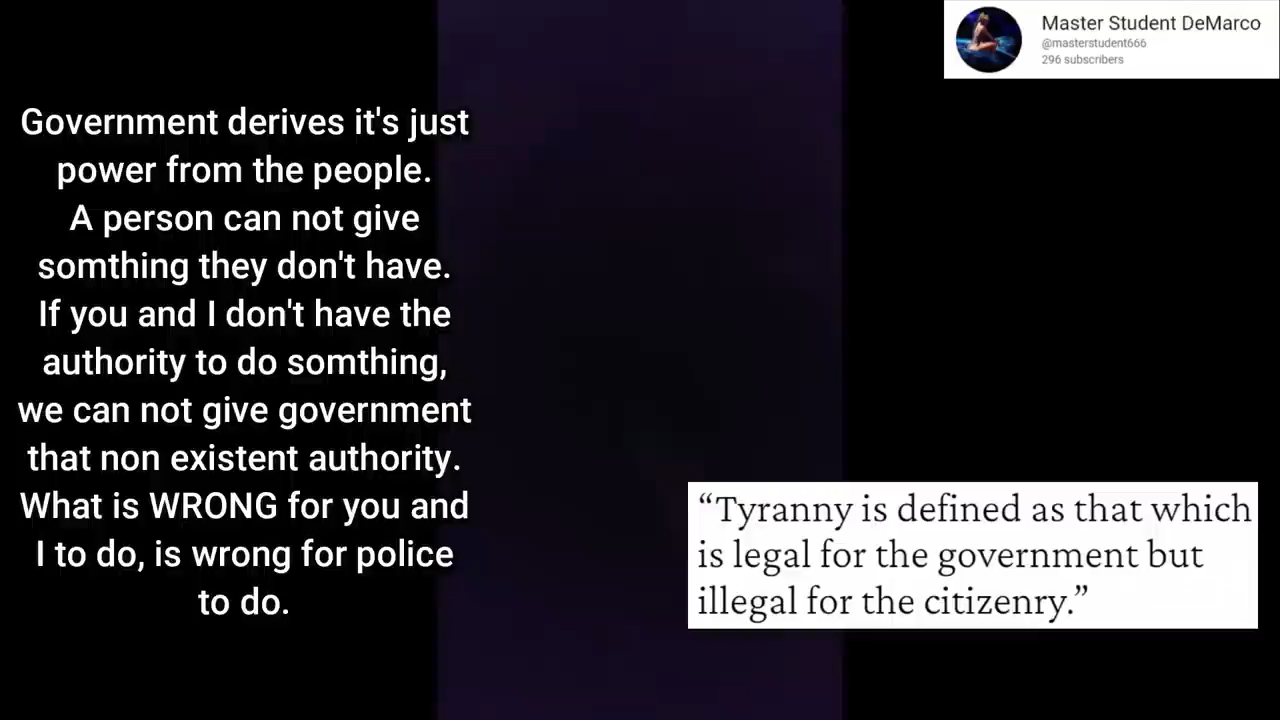 Master Student DeMarco
@masterstudent666
296 subscribers
Government derives it's just
power from the people.
A person can not give
somthing they don't have.
If you and I don't have the
authority to do somthing,
we can not give government
that non existent authority.
What is WRONG for you and
I to do, is wrong for police
to do.
“Tyranny is defined as that which
is legal for the government but
illegal for the citizenry.”